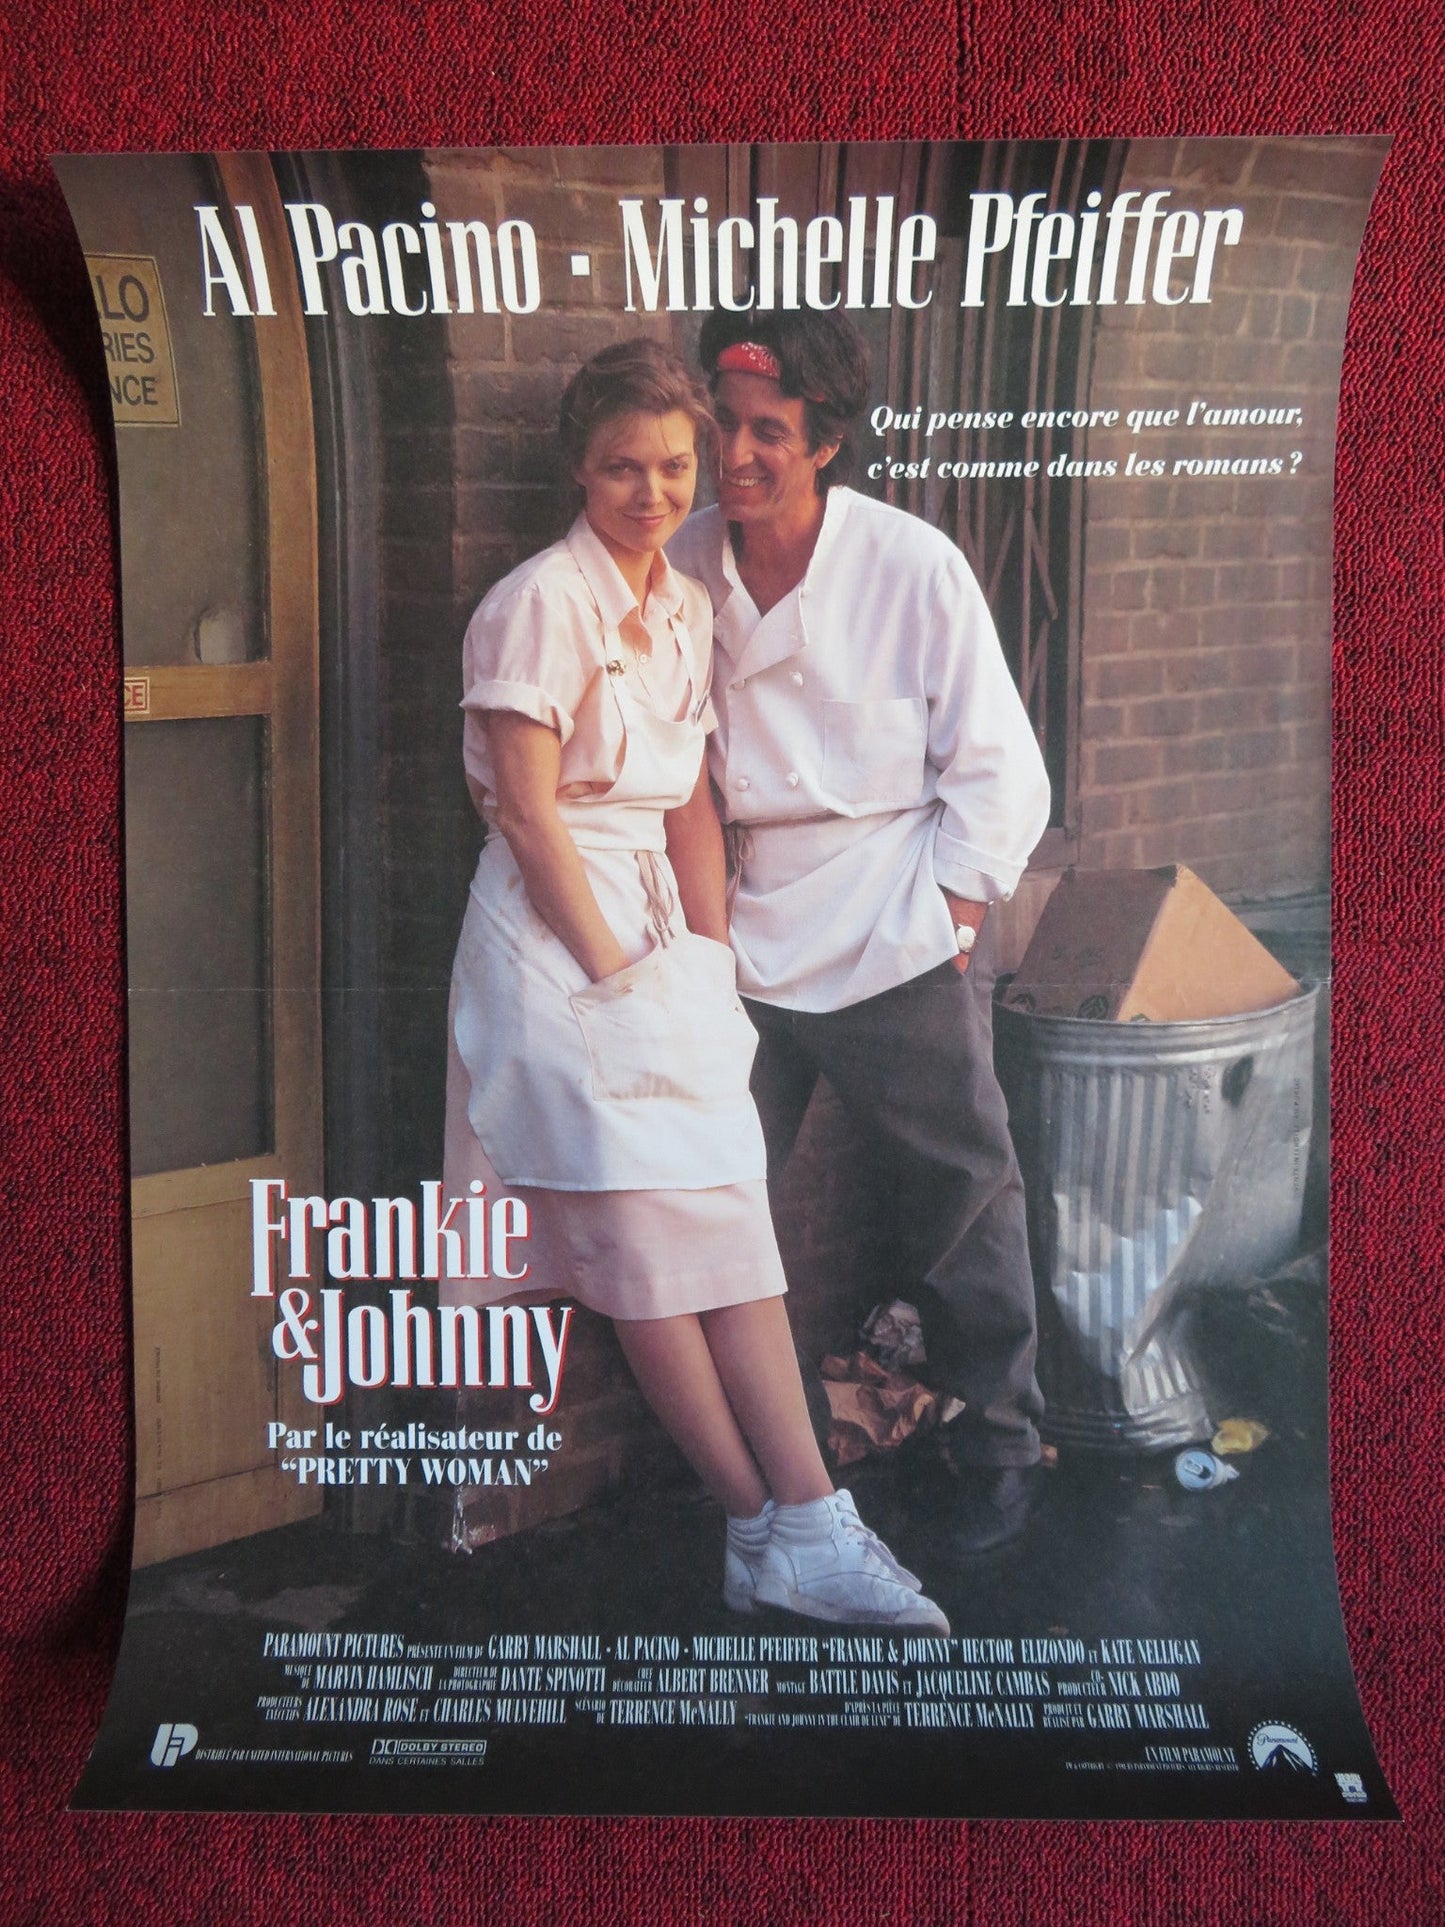 Al Pacino · Michelle Pfeiffer
LO
RIES
NCE
Qui pense encore que l'amour,
c'est comme dans les romans ?
CE
Frankie
& Johnny
Par le réalisateur de
“PRETTY WOMAN”
PARAMOUNT PICTURES PRÉSENTE UN FILM DE GARRY MARSHALL · AL PACINO · MICHELLE PFEIFFER “FRANKIE & JOHNNY” HECTOR ELIZONDO ET KATE NELLIGAN
MUSIQUE DE MARVIN HAMLISCH DIRECTEUR DE LA PHOTOGRAPHIE DANTE SPINOTTI CHEF DÉCORATEUR ALBERT BRENNER MONTAGE BATTLE DAVIS ET JACQUELINE CAMBAS CO-PRODUCTEUR NICK ABDO
PRODUCTEURS EXÉCUTIFS ALEXANDRA ROSE ET CHARLES MULVEHILL SCÉNARIO DE TERRENCE McNALLY D'APRÈS LA PIÈCE “FRANKIE AND JOHNNY IN THE CLAIR DE LUNE” DE TERRENCE McNALLY PRODUIT ET RÉALISÉ PAR GARRY MARSHALL
DISTRIBUÉ PAR UNITED INTERNATIONAL PICTURES
DOLBY STEREO
DANS CERTAINES SALLES
UN FILM PARAMOUNT
Paramount